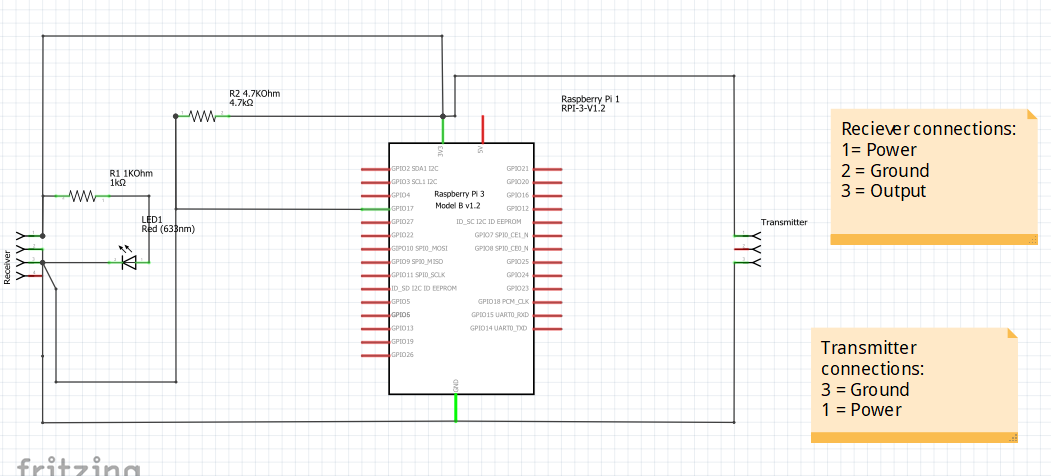 R2 4.7KOhm
4.7kΩ
Raspberry Pi 1
RPI-3-V1.2
3V3
5V
R1 1KOhm
1kΩ
LED1
Red (633nm)
Receiver
Raspberry Pi 3
Model B v1.2
GPIO2 SDA1 I2C
GPIO3 SCL1 I2C
GPIO4
GPIO17
GPIO27
GPIO22
GPIO10 SPI0_MOSI
GPIO9 SPI0_MISO
GPIO11 SPI0_SCLK
ID_SD I2C ID EEPROM
GPIO5
GPIO6
GPIO13
GPIO19
GPIO26
GPIO21
GPIO20
GPIO16
GPIO12
ID_SC I2C ID EEPROM
GPIO7 SPI0_CE1_N
GPIO8 SPI0_CE0_N
GPIO25
GPIO24
GPIO23
GPIO18 PCM_CLK
GPIO15 UART0_RXD
GPIO14 UART0_TXD
GND
Transmitter
Reciever connections:
1= Power
2 = Ground
3 = Output
Transmitter
connections:
3 = Ground
1 = Power
fritzing